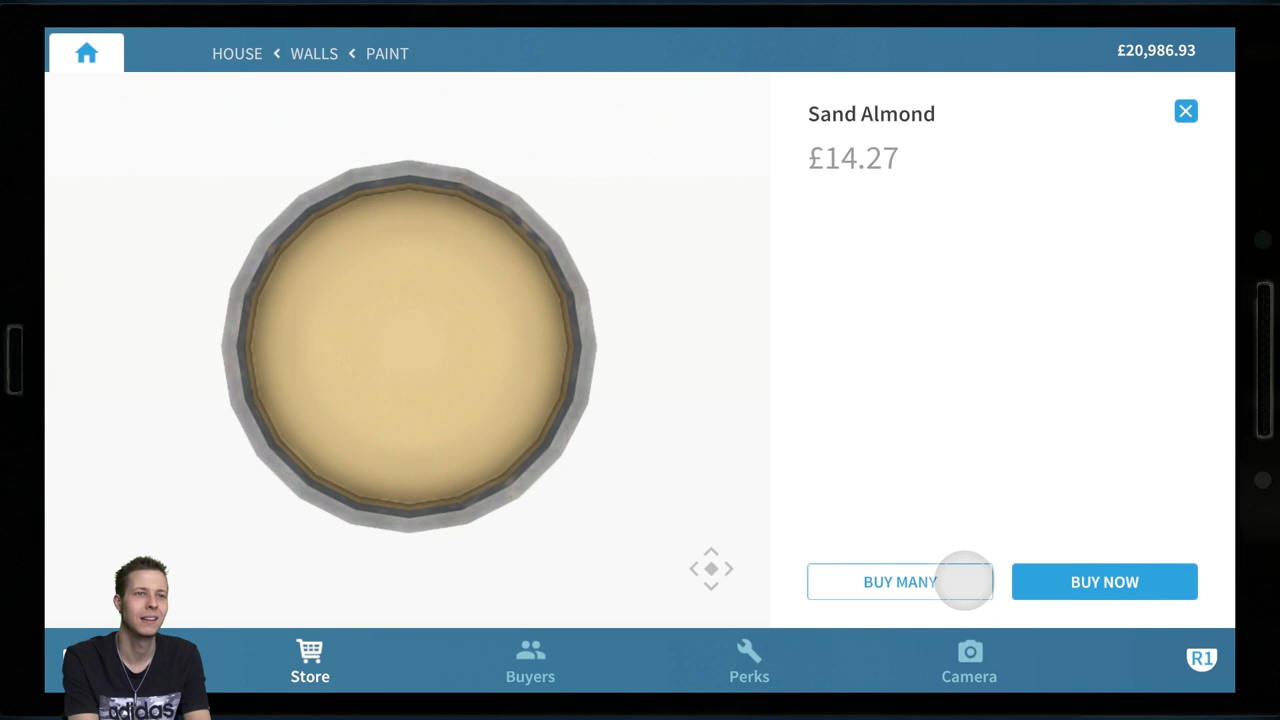 HOUSE < WALLS < PAINT
£20,986.93
Sand Almond
£14.27
BUY MANY
BUY NOW
Store
Buyers
Perks
Camera
R1
adidas